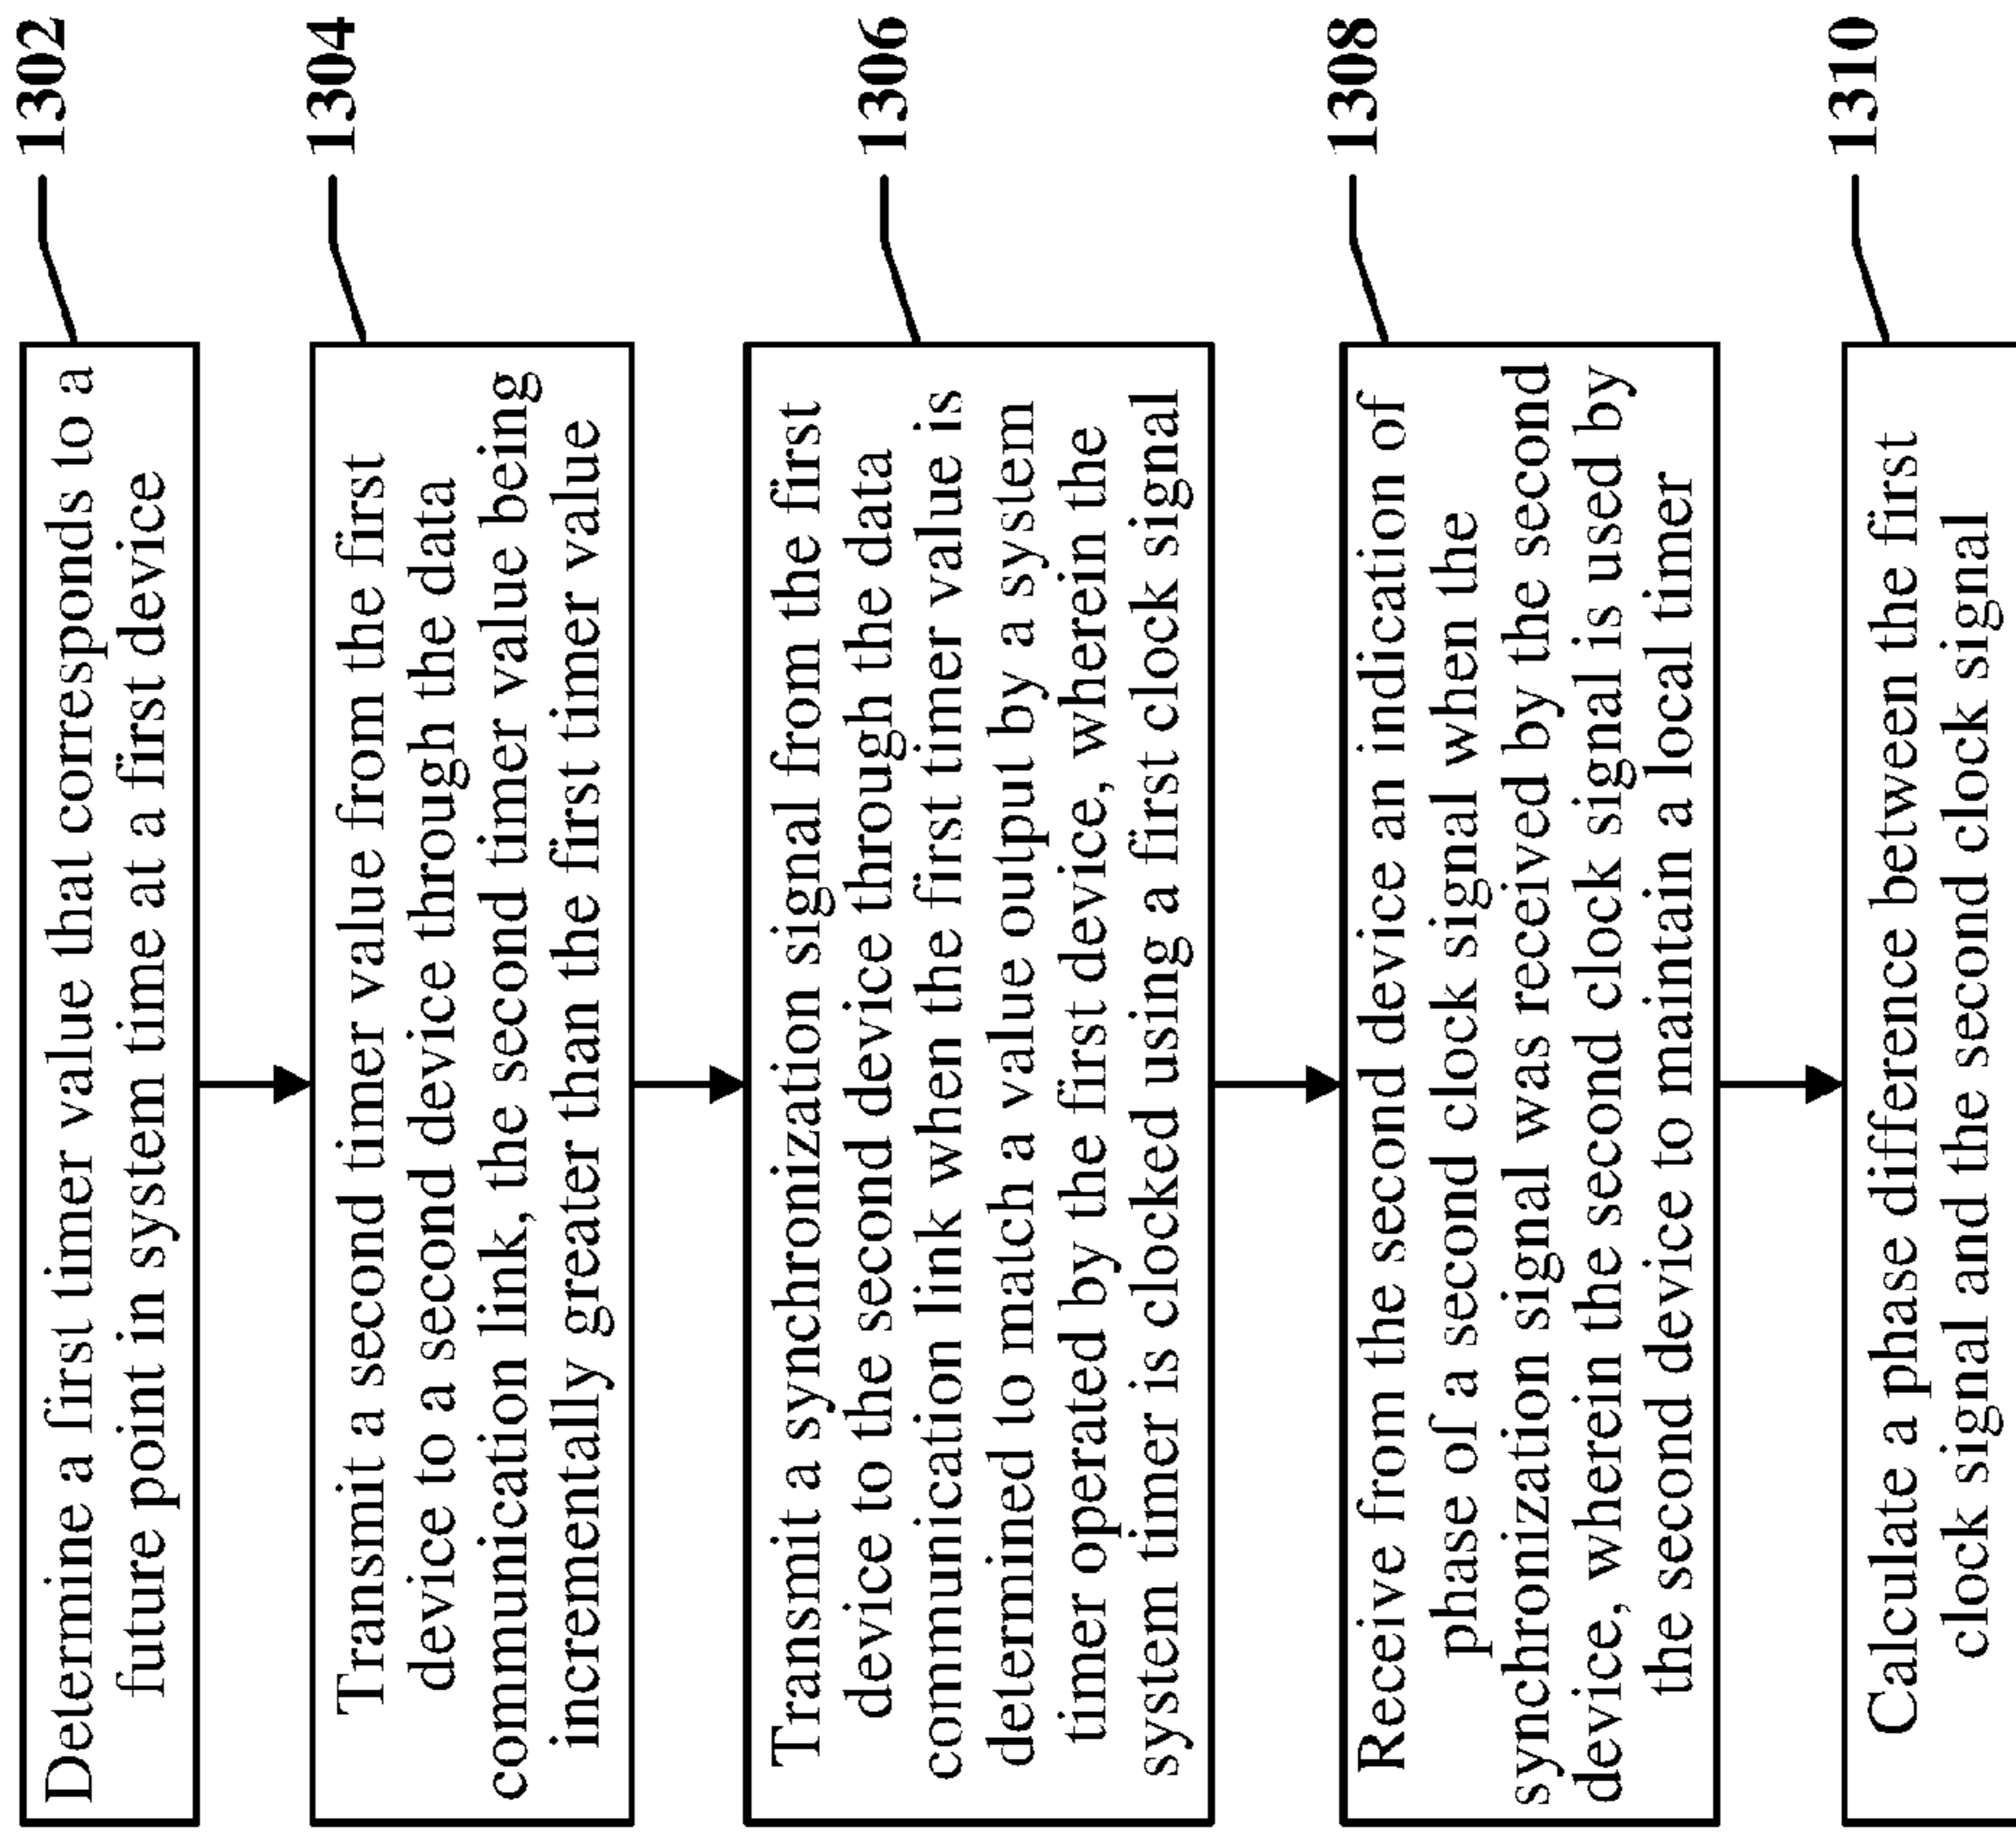 Determine a first timer value that corresponds to a
future point in system time at a first device
1302
Transmit a second timer value from the first
device to a second device through the data
communication link, the second timer value being
incrementally greater than the first timer value
1304
Transmit a synchronization signal from the first
device to the second device through the data
communication link when the first timer value is
determined to match a value output by a system
timer operated by the first device, wherein the
system timer is clocked using a first clock signal
1306
Receive from the second device an indication of
phase of a second clock signal when the
synchronization signal was received by the second
device, wherein the second clock signal is used by
the second device to maintain a local timer
1308
Calculate a phase difference between the first
clock signal and the second clock signal
1310